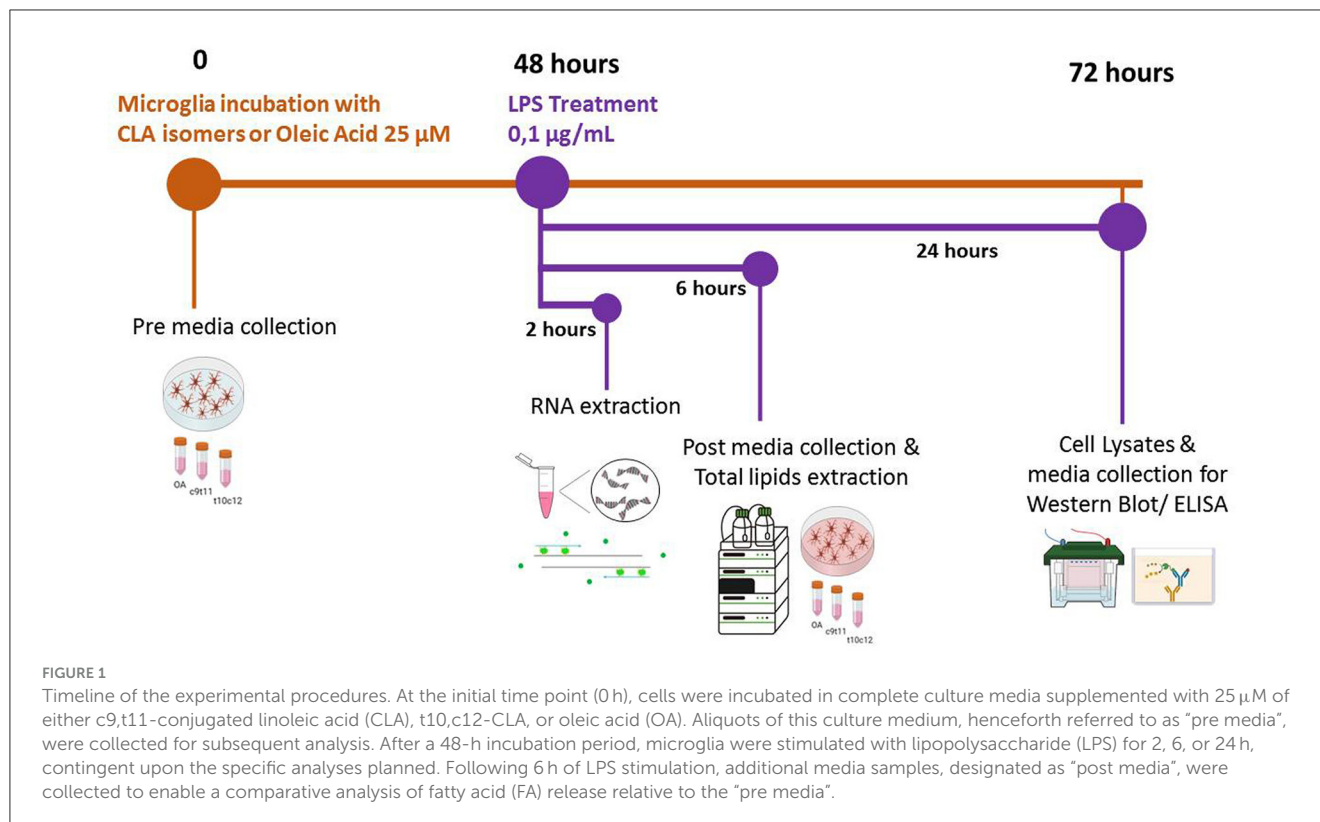 0
48 hours
72 hours
Microglia incubation with
CLA isomers or Oleic Acid 25 µM
LPS Treatment
0,1 µg/mL
24 hours
6 hours
2 hours
Pre media collection
OA
c9t11
t10c12
RNA extraction
Post media collection &
Total lipids extraction
OA
c9t11
t10c12
Cell Lysates &
media collection for
Western Blot/ ELISA
FIGURE 1
Timeline of the experimental procedures. At the initial time point (0 h), cells were incubated in complete culture media supplemented with 25 µM of
either c9,t11-conjugated linoleic acid (CLA), t10,c12-CLA, or oleic acid (OA). Aliquots of this culture medium, henceforth referred to as “pre media”,
were collected for subsequent analysis. After a 48-h incubation period, microglia were stimulated with lipopolysaccharide (LPS) for 2, 6, or 24 h,
contingent upon the specific analyses planned. Following 6 h of LPS stimulation, additional media samples, designated as “post media”, were
collected to enable a comparative analysis of fatty acid (FA) release relative to the “pre media”.